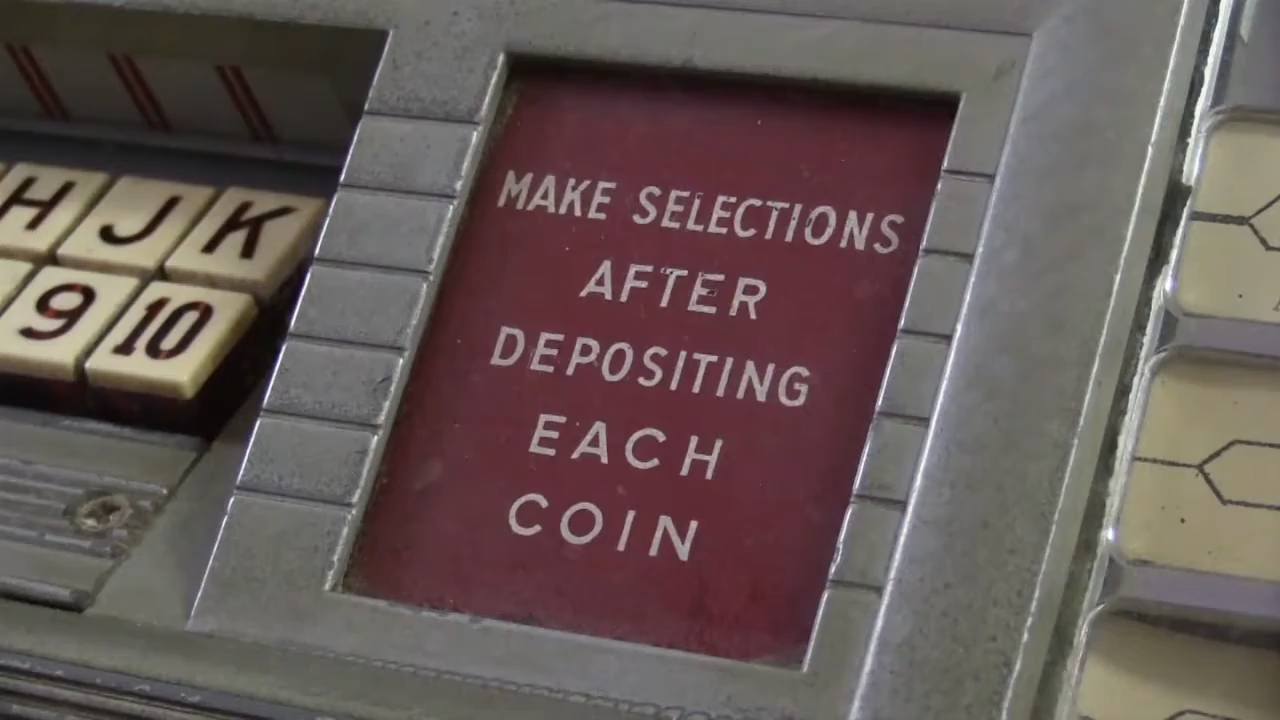 H J K
9 10
MAKE SELECTIONS
AFTER
DEPOSITING
EACH
COIN